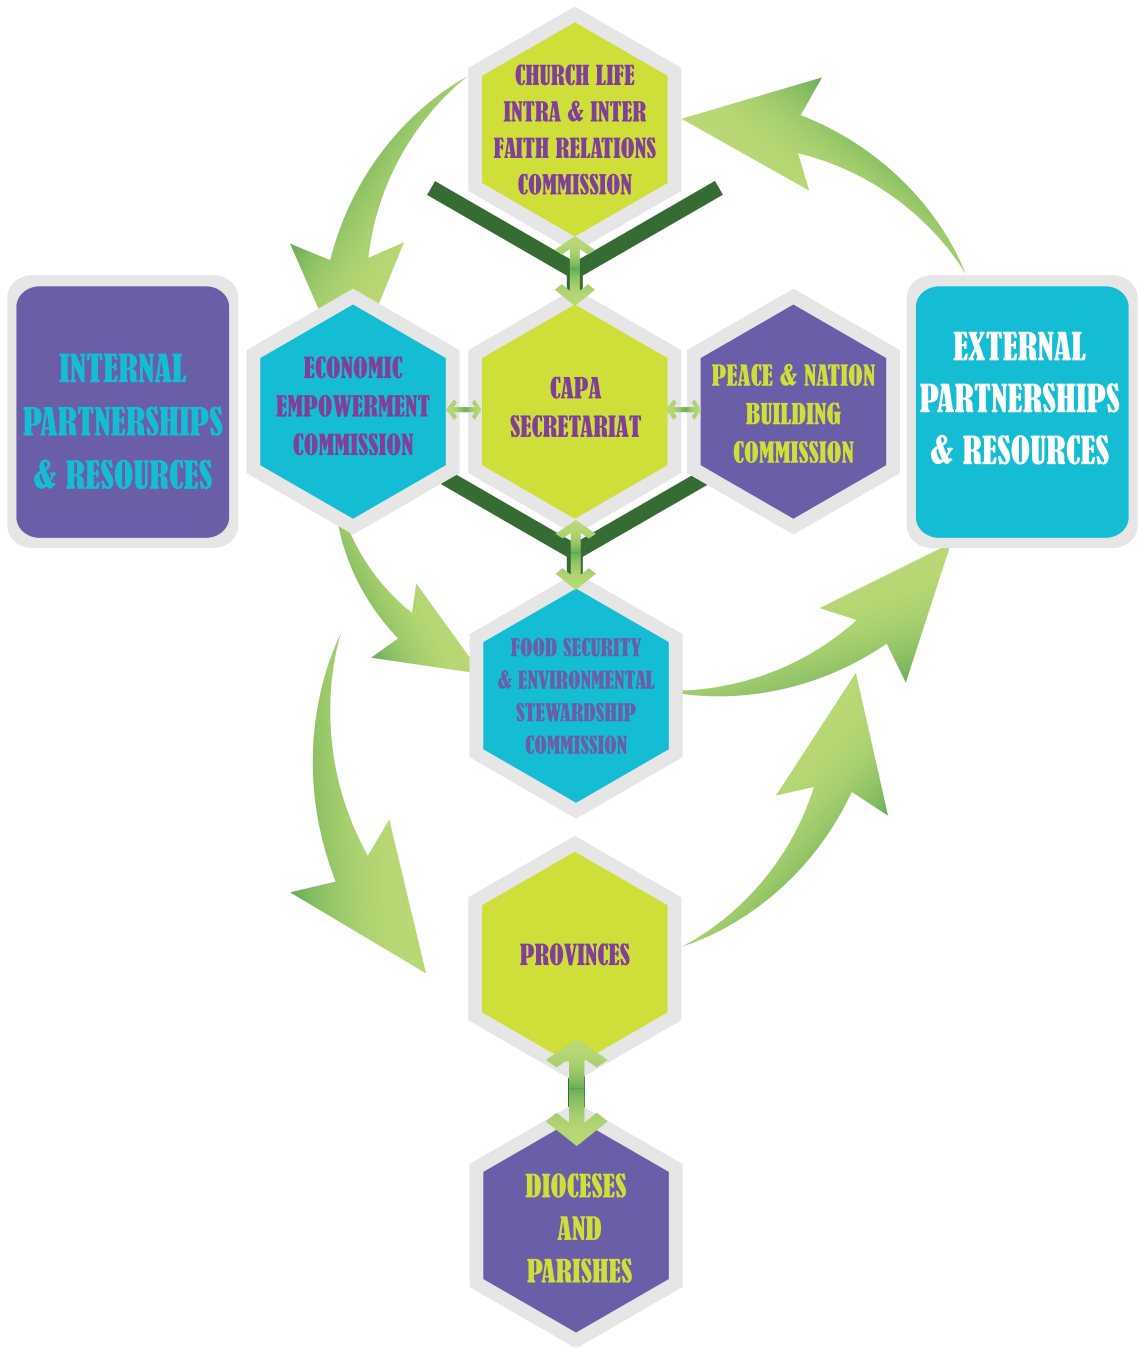 CHURCH LIFE
INTRA & INTER
FAITH RELATIONS
COMMISSION
INTERNAL
PARTNERSHIPS
& RESOURCES
ECONOMIC
EMPOWERMENT
COMMISSION
CAPA
SECRETARIAT
PEACE & NATION
BUILDING
COMMISSION
EXTERNAL
PARTNERSHIPS
& RESOURCES
FOOD SECURITY
& ENVIRONMENTAL
STEWARDSHIP
COMMISSION
PROVINCES
DIOCESES
AND
PARISHES